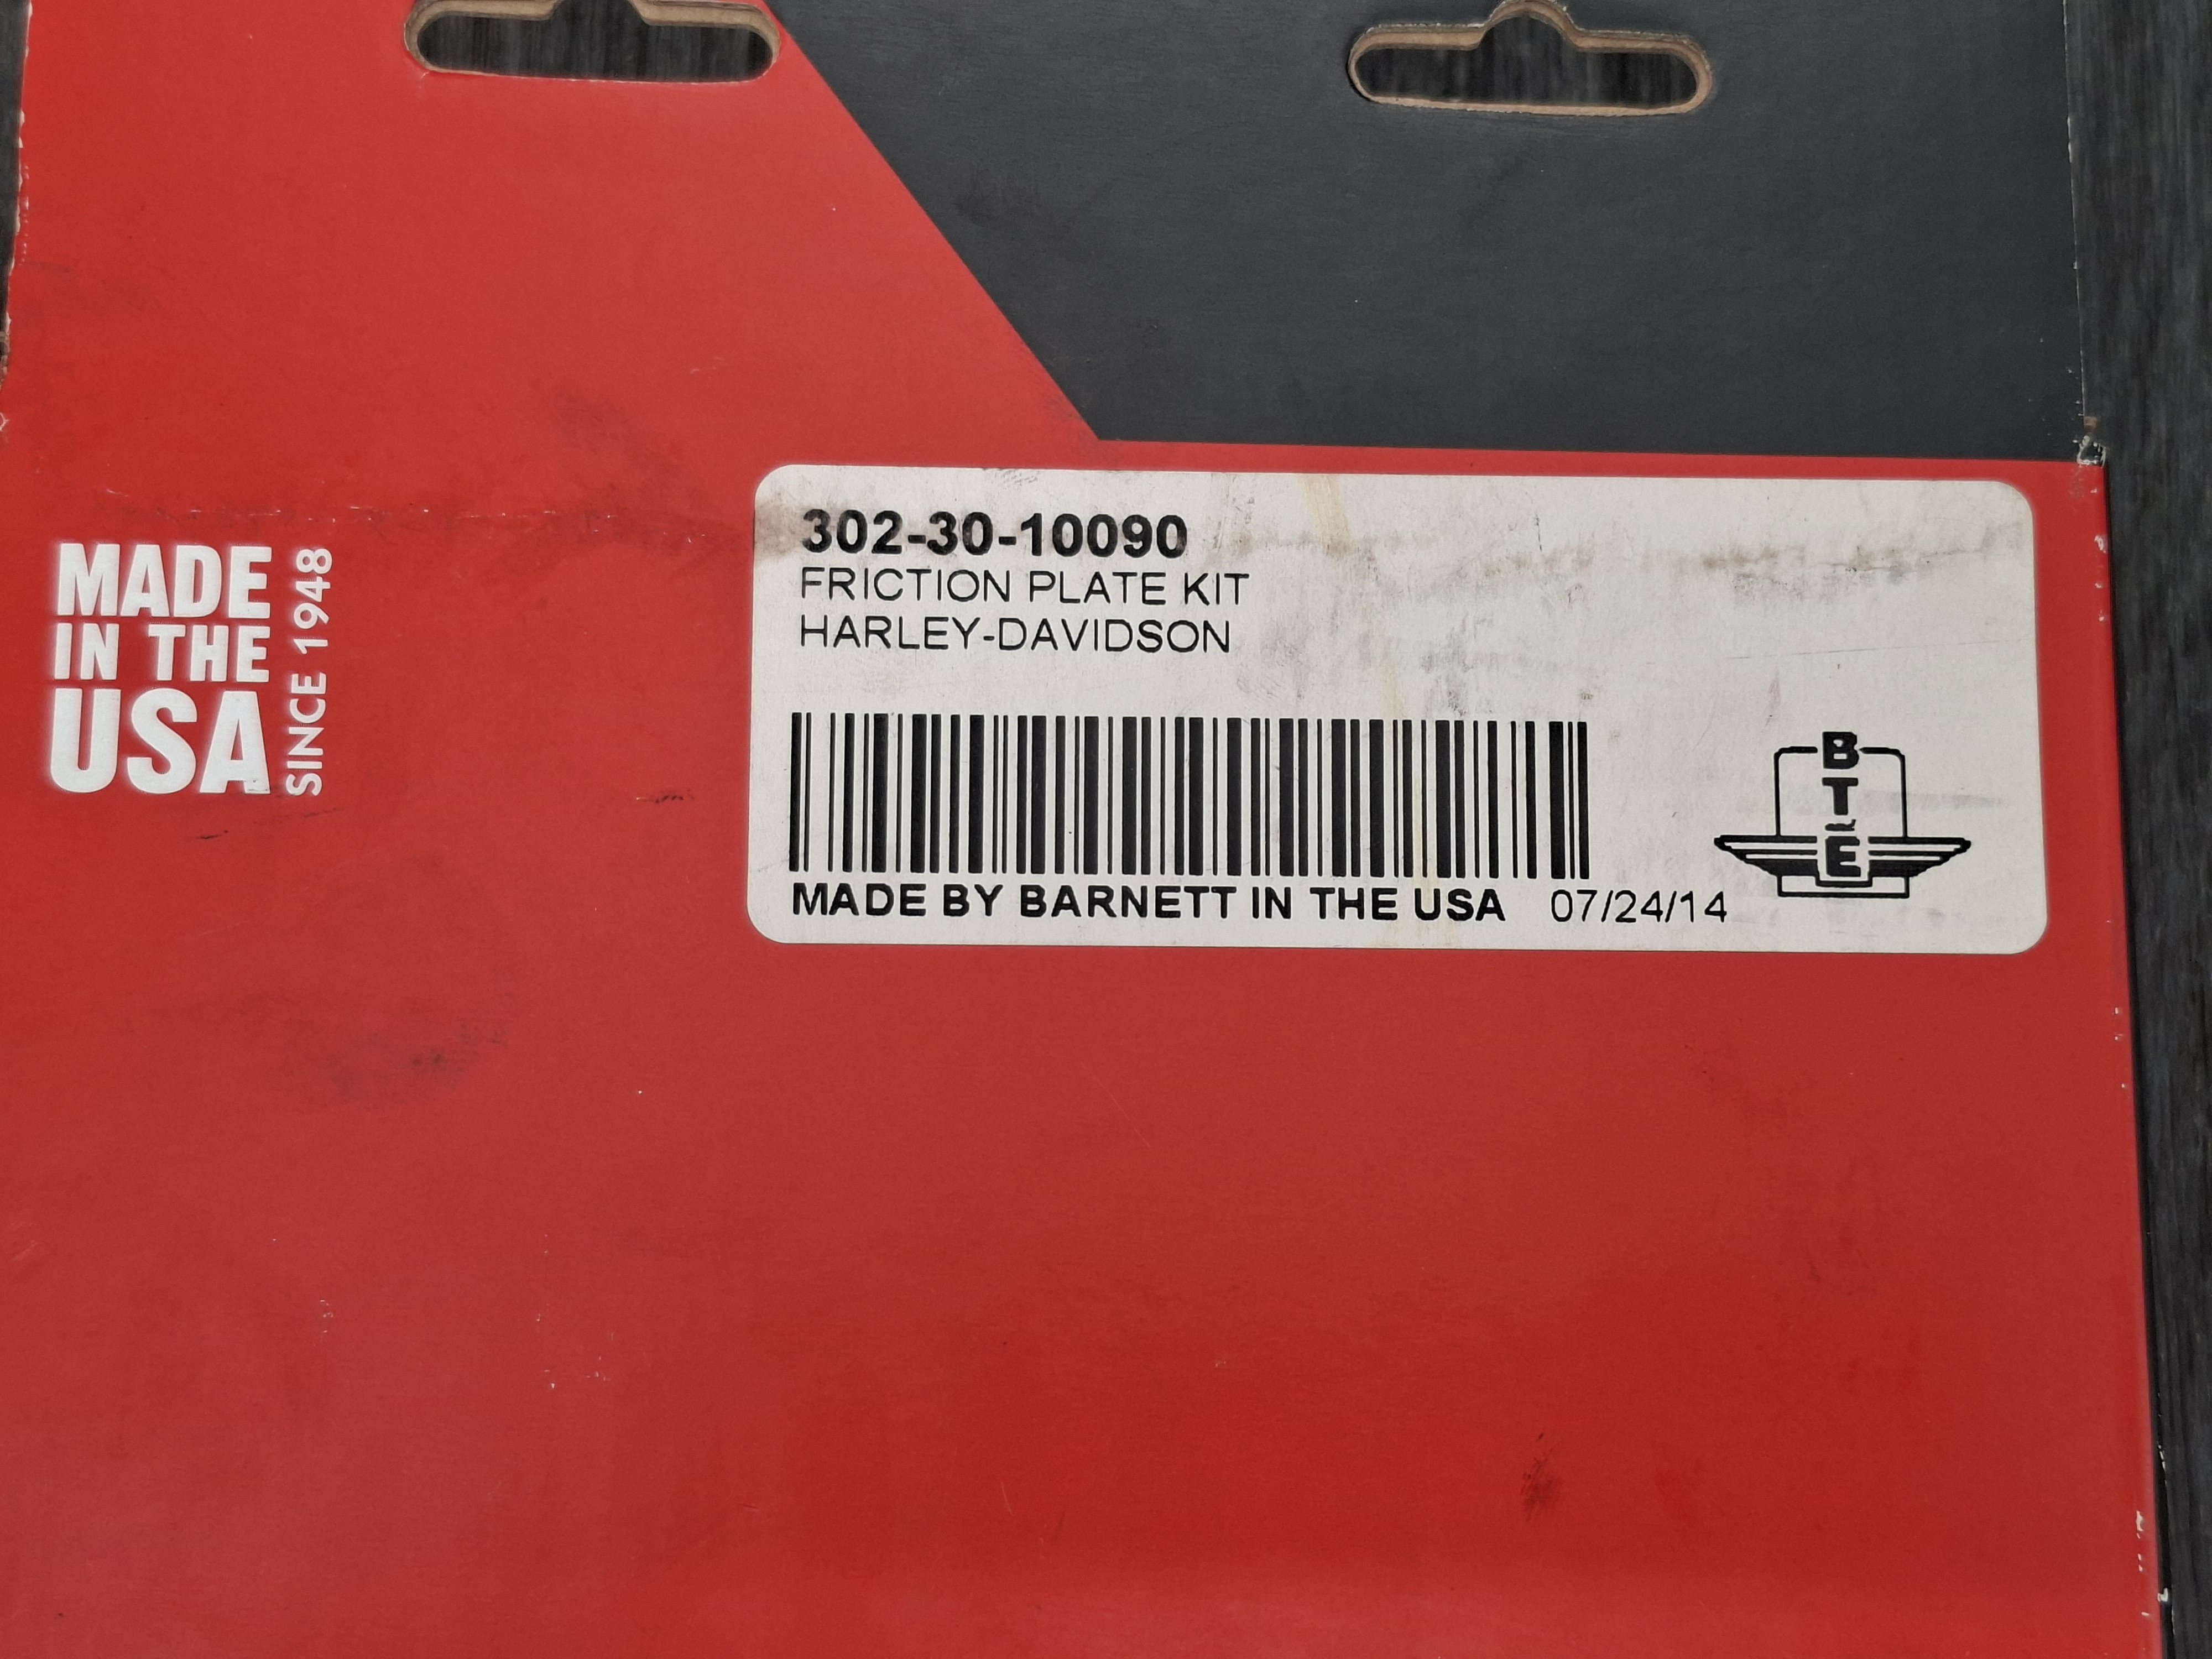 MADE
IN THE
USA
SINCE 1948
302-30-10090
FRICTION PLATE KIT
HARLEY-DAVIDSON
MADE BY BARNETT IN THE USA 07/24/14
B
T
&
E